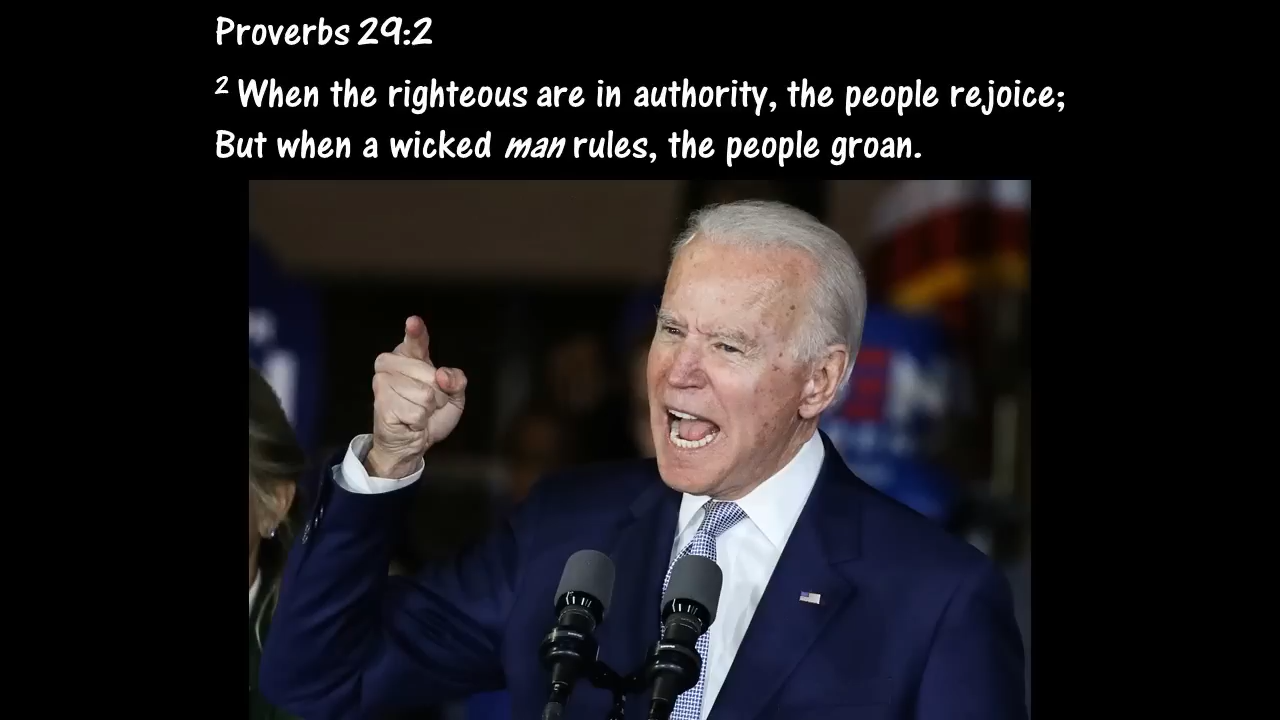 Proverbs 29:2
2 When the righteous are in authority, the people rejoice;
But when a wicked man rules, the people groan.